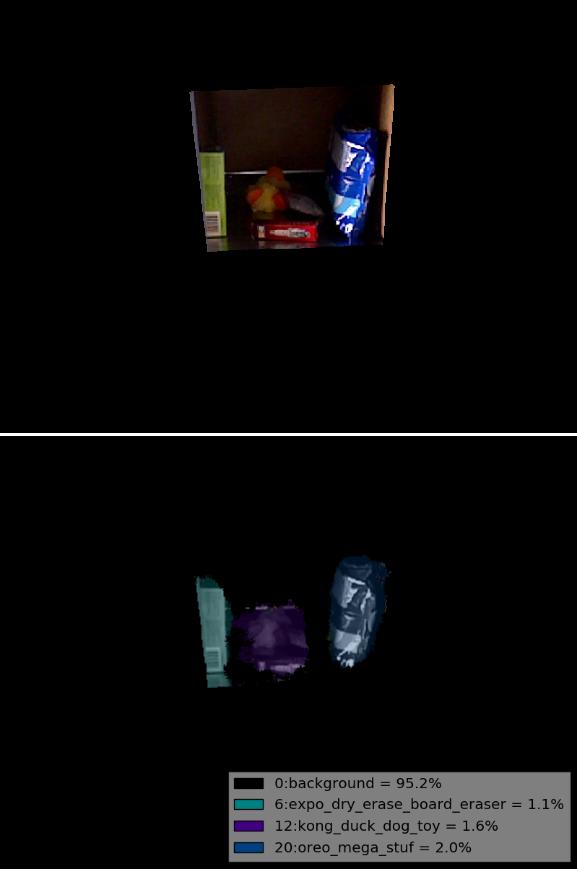 0:background = 95.2%
6:expo_dry_erase_board_eraser = 1.1%
12:kong_duck_dog_toy = 1.6%
20:oreo_mega_stuf = 2.0%